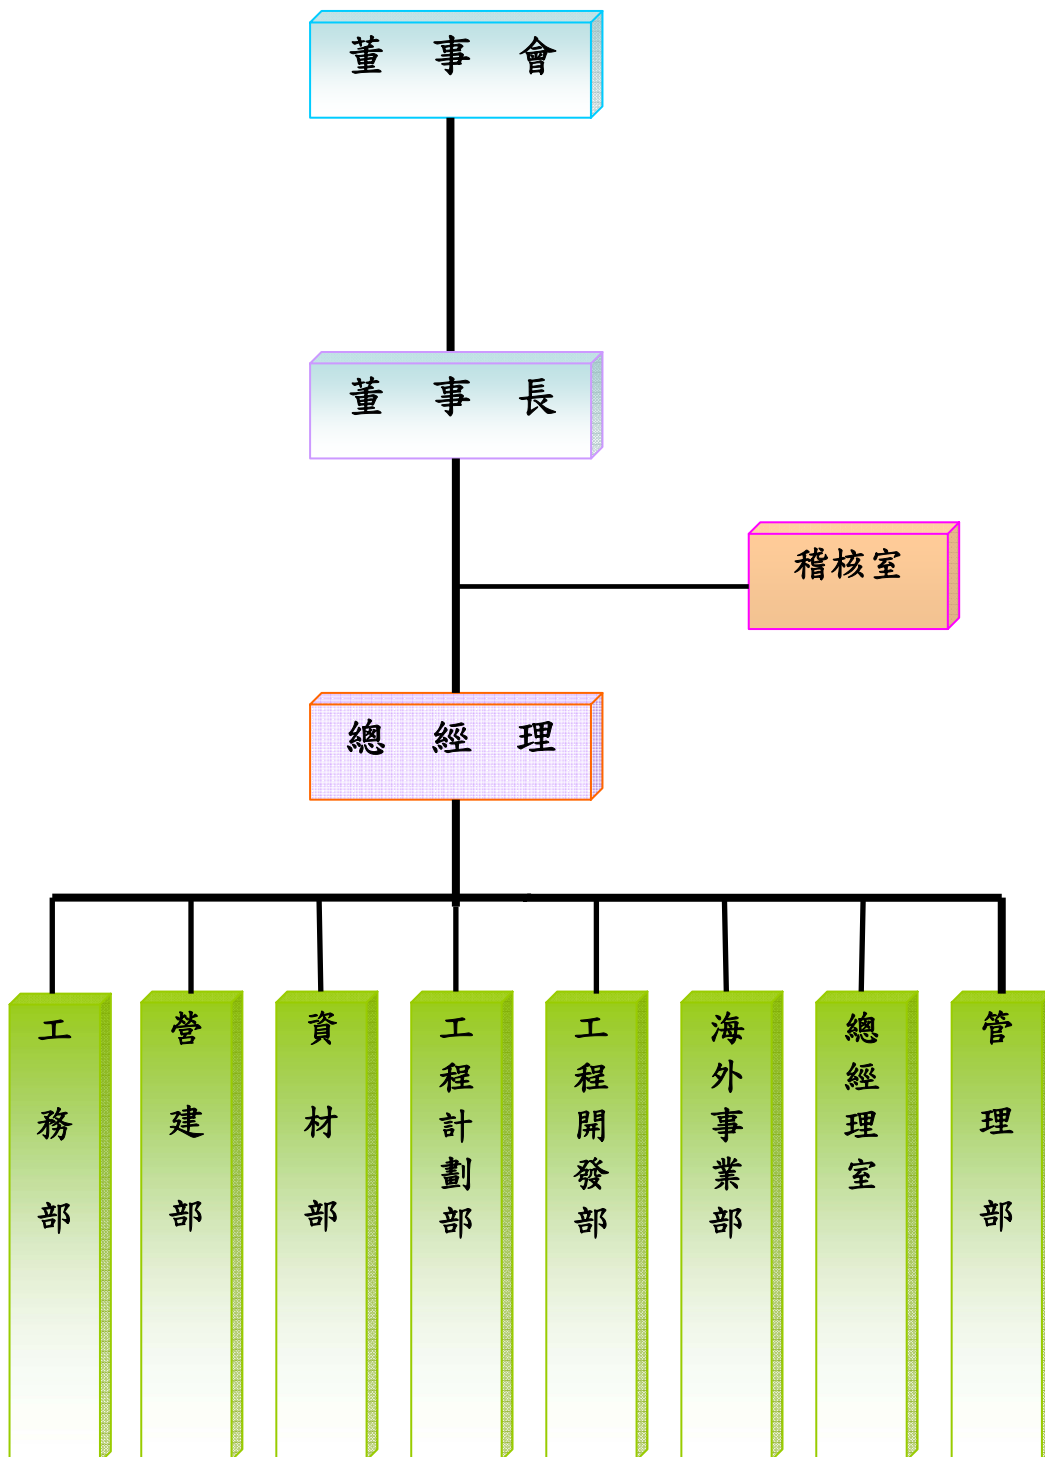 董事會
董事長
稽核室
總經理
工務部
營建部
資材部
工程計劃部
工程開發部
海外事業部
總經理室
管理部